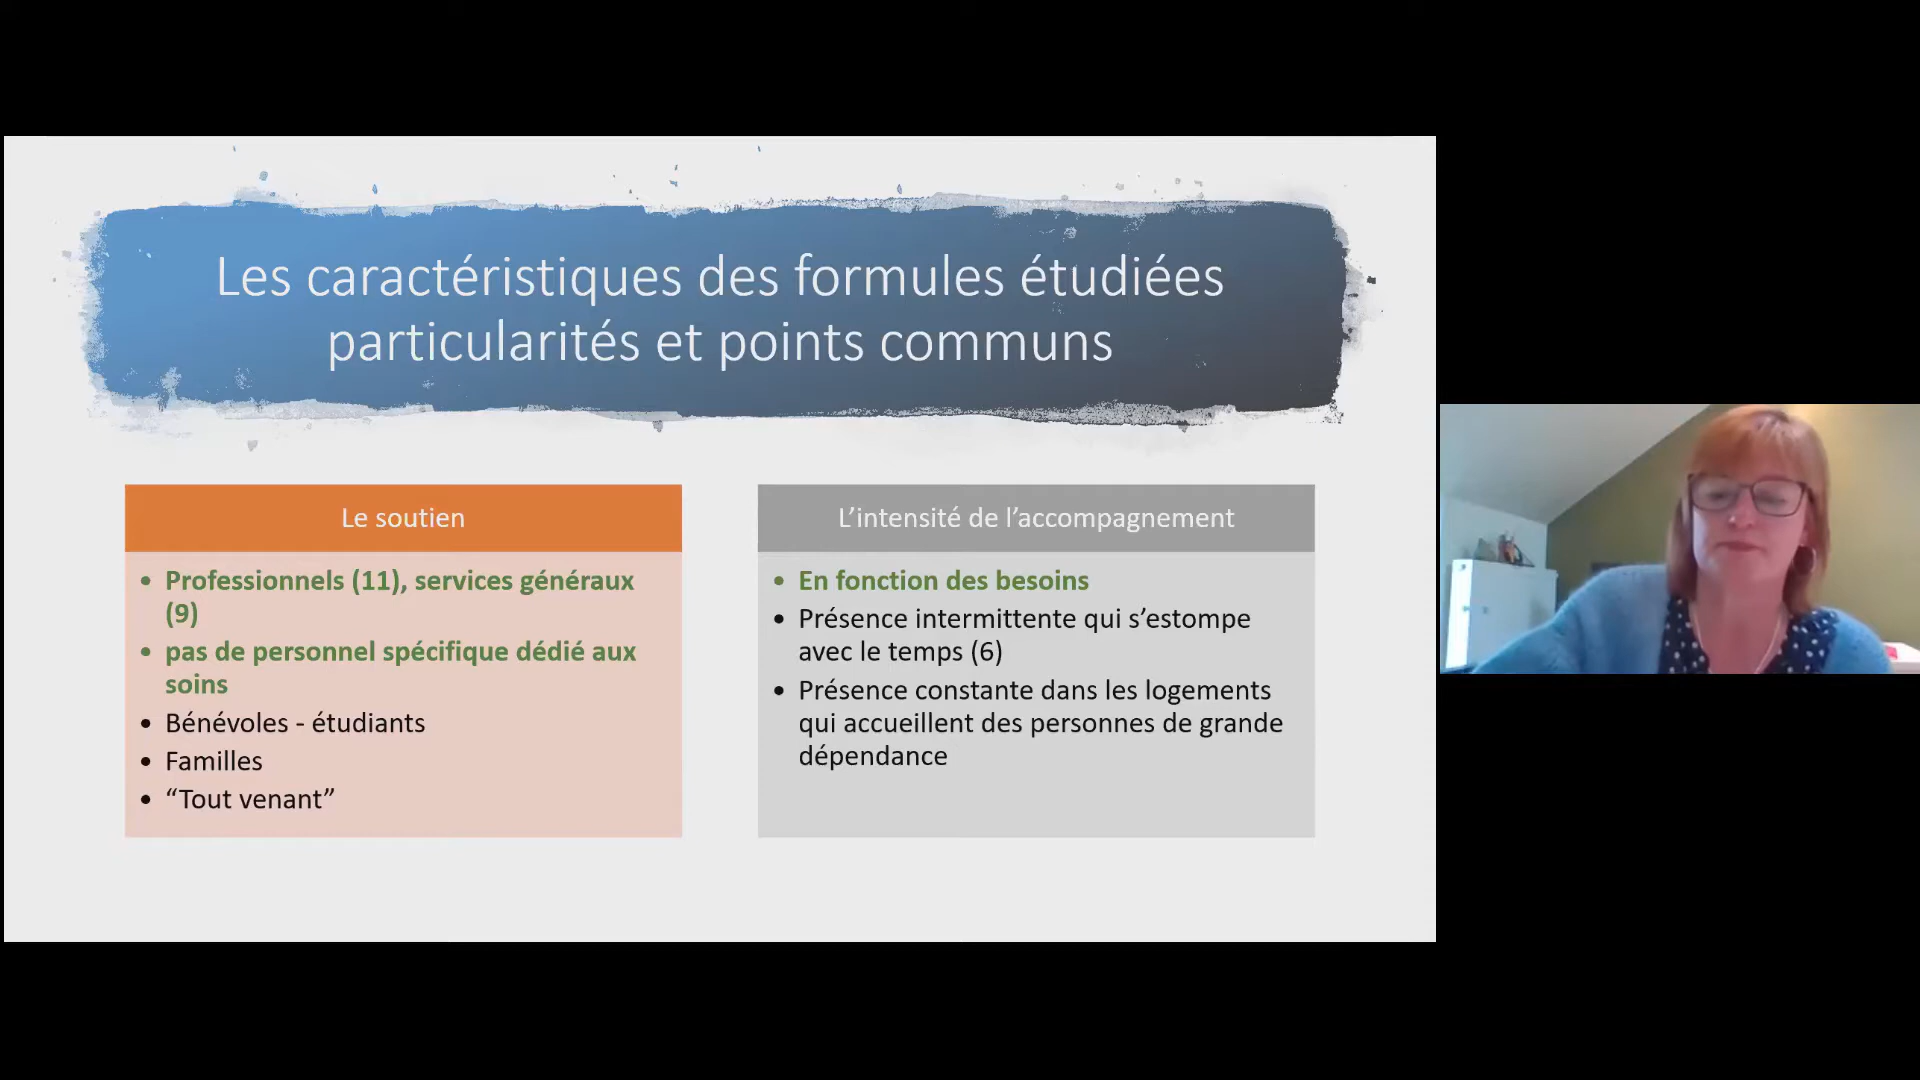 Les caractéristiques des formules étudiées
particularités et points communs
Le soutien
• Professionnels (11), services généraux
(9)
• pas de personnel spécifique dédié aux
soins
• Bénévoles - étudiants
• Familles
• “Tout venant”
L’intensité de l’accompagnement
• En fonction des besoins
• Présence intermittente qui s’estompe
avec le temps (6)
• Présence constante dans les logements
qui accueillent des personnes de grande
dépendance